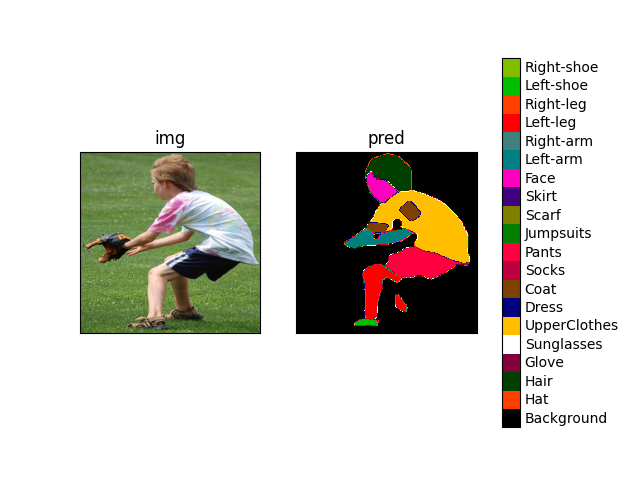 img
pred
Right-shoe
Left-shoe
Right-leg
Left-leg
Right-arm
Left-arm
Face
Skirt
Scarf
Jumpsuits
Pants
Socks
Coat
Dress
UpperClothes
Sunglasses
Glove
Hair
Hat
Background